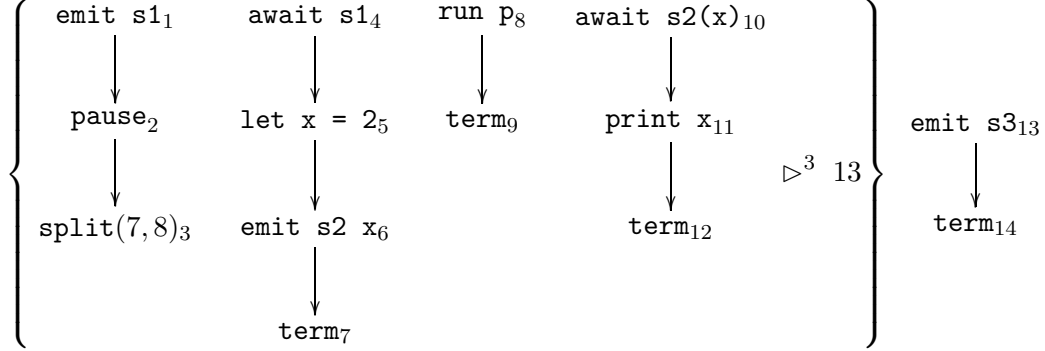 emit s1₁ await s1₄ run p₈ await s2(x)₁₀
pause₂ let x = 2₅ term₉ print x₁₁ emit s3₁₃
▷³ 13
split(7, 8)₃ emit s2 x₆ term₁₂ term₁₄
term₇